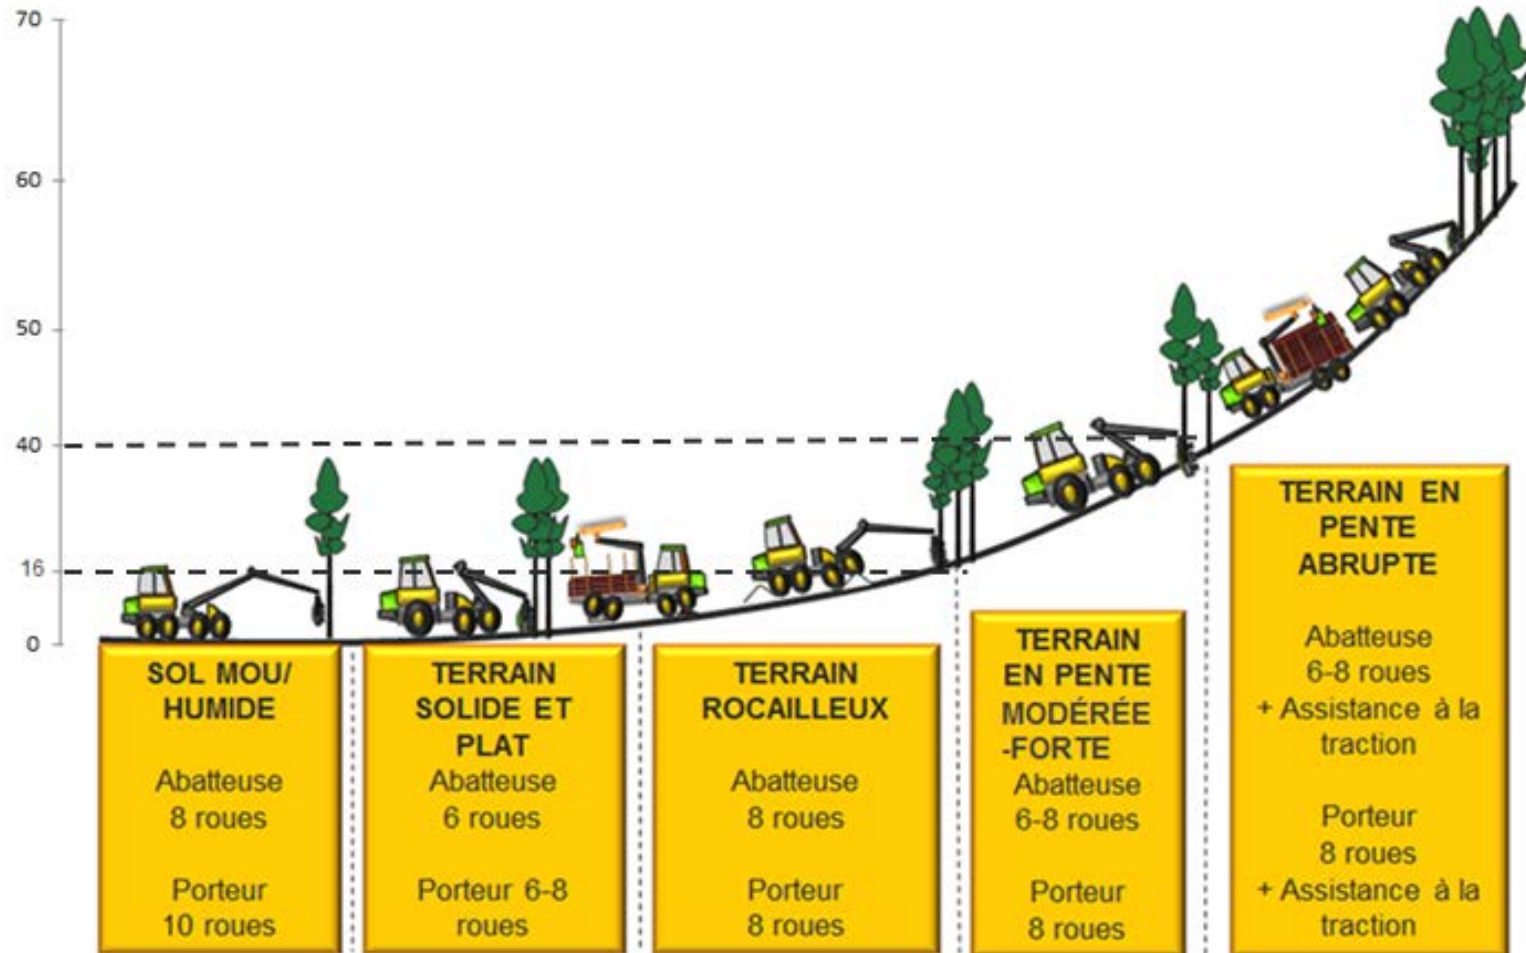 70
60
50
40
16
0
SOL MOU/
HUMIDE
Abatteuse
8 roues
Porteur
10 roues
TERRAIN
SOLIDE ET
PLAT
Abatteuse
6 roues
Porteur 6-8
roues
TERRAIN
ROCAILLEUX
Abatteuse
8 roues
Porteur
8 roues
TERRAIN
EN PENTE
MODÉRÉE
-FORTE
Abatteuse
6-8 roues
Porteur
8 roues
TERRAIN EN
PENTE
ABRUPTE
Abatteuse
6-8 roues
+ Assistance à la
traction
Porteur
8 roues
+ Assistance à la
traction